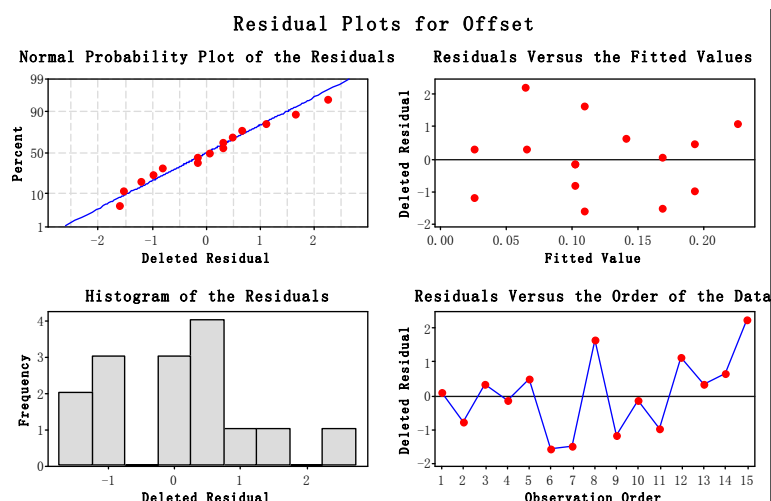 Residual Plots for Offset
Normal Probability Plot of the Residuals
99
90
50
10
1
Percent
-2 -1 0 1 2
Deleted Residual
Residuals Versus the Fitted Values
2
1
0
-1
-2
Deleted Residual
0.00 0.05 0.10 0.15 0.20
Fitted Value
Histogram of the Residuals
4
3
2
1
0
Frequency
-1 0 1 2
Deleted Residual
Residuals Versus the Order of the Data
2
1
0
-1
-2
Deleted Residual
1 2 3 4 5 6 7 8 9 10 11 12 13 14 15
Observation Order